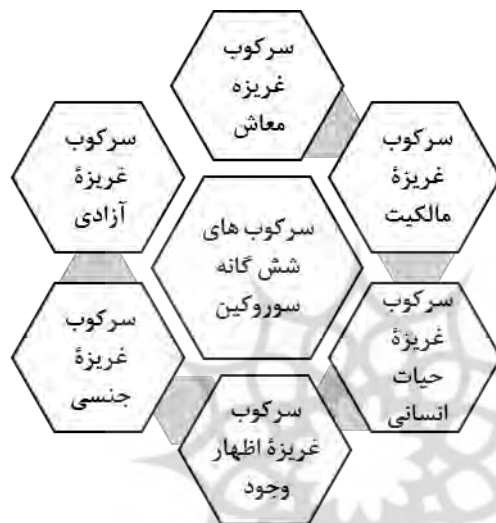 سرکوب
غریزه
معاش
سرکوب
غریزهٔ
مالکیت
سرکوب
غریزهٔ
حیات
انسانی
سرکوب
غریزهٔ اظهار
وجود
سرکوب
غریزهٔ
جنسی
سرکوب
غریزهٔ
آزادی
سرکوب های
شش گانه
سوروکین